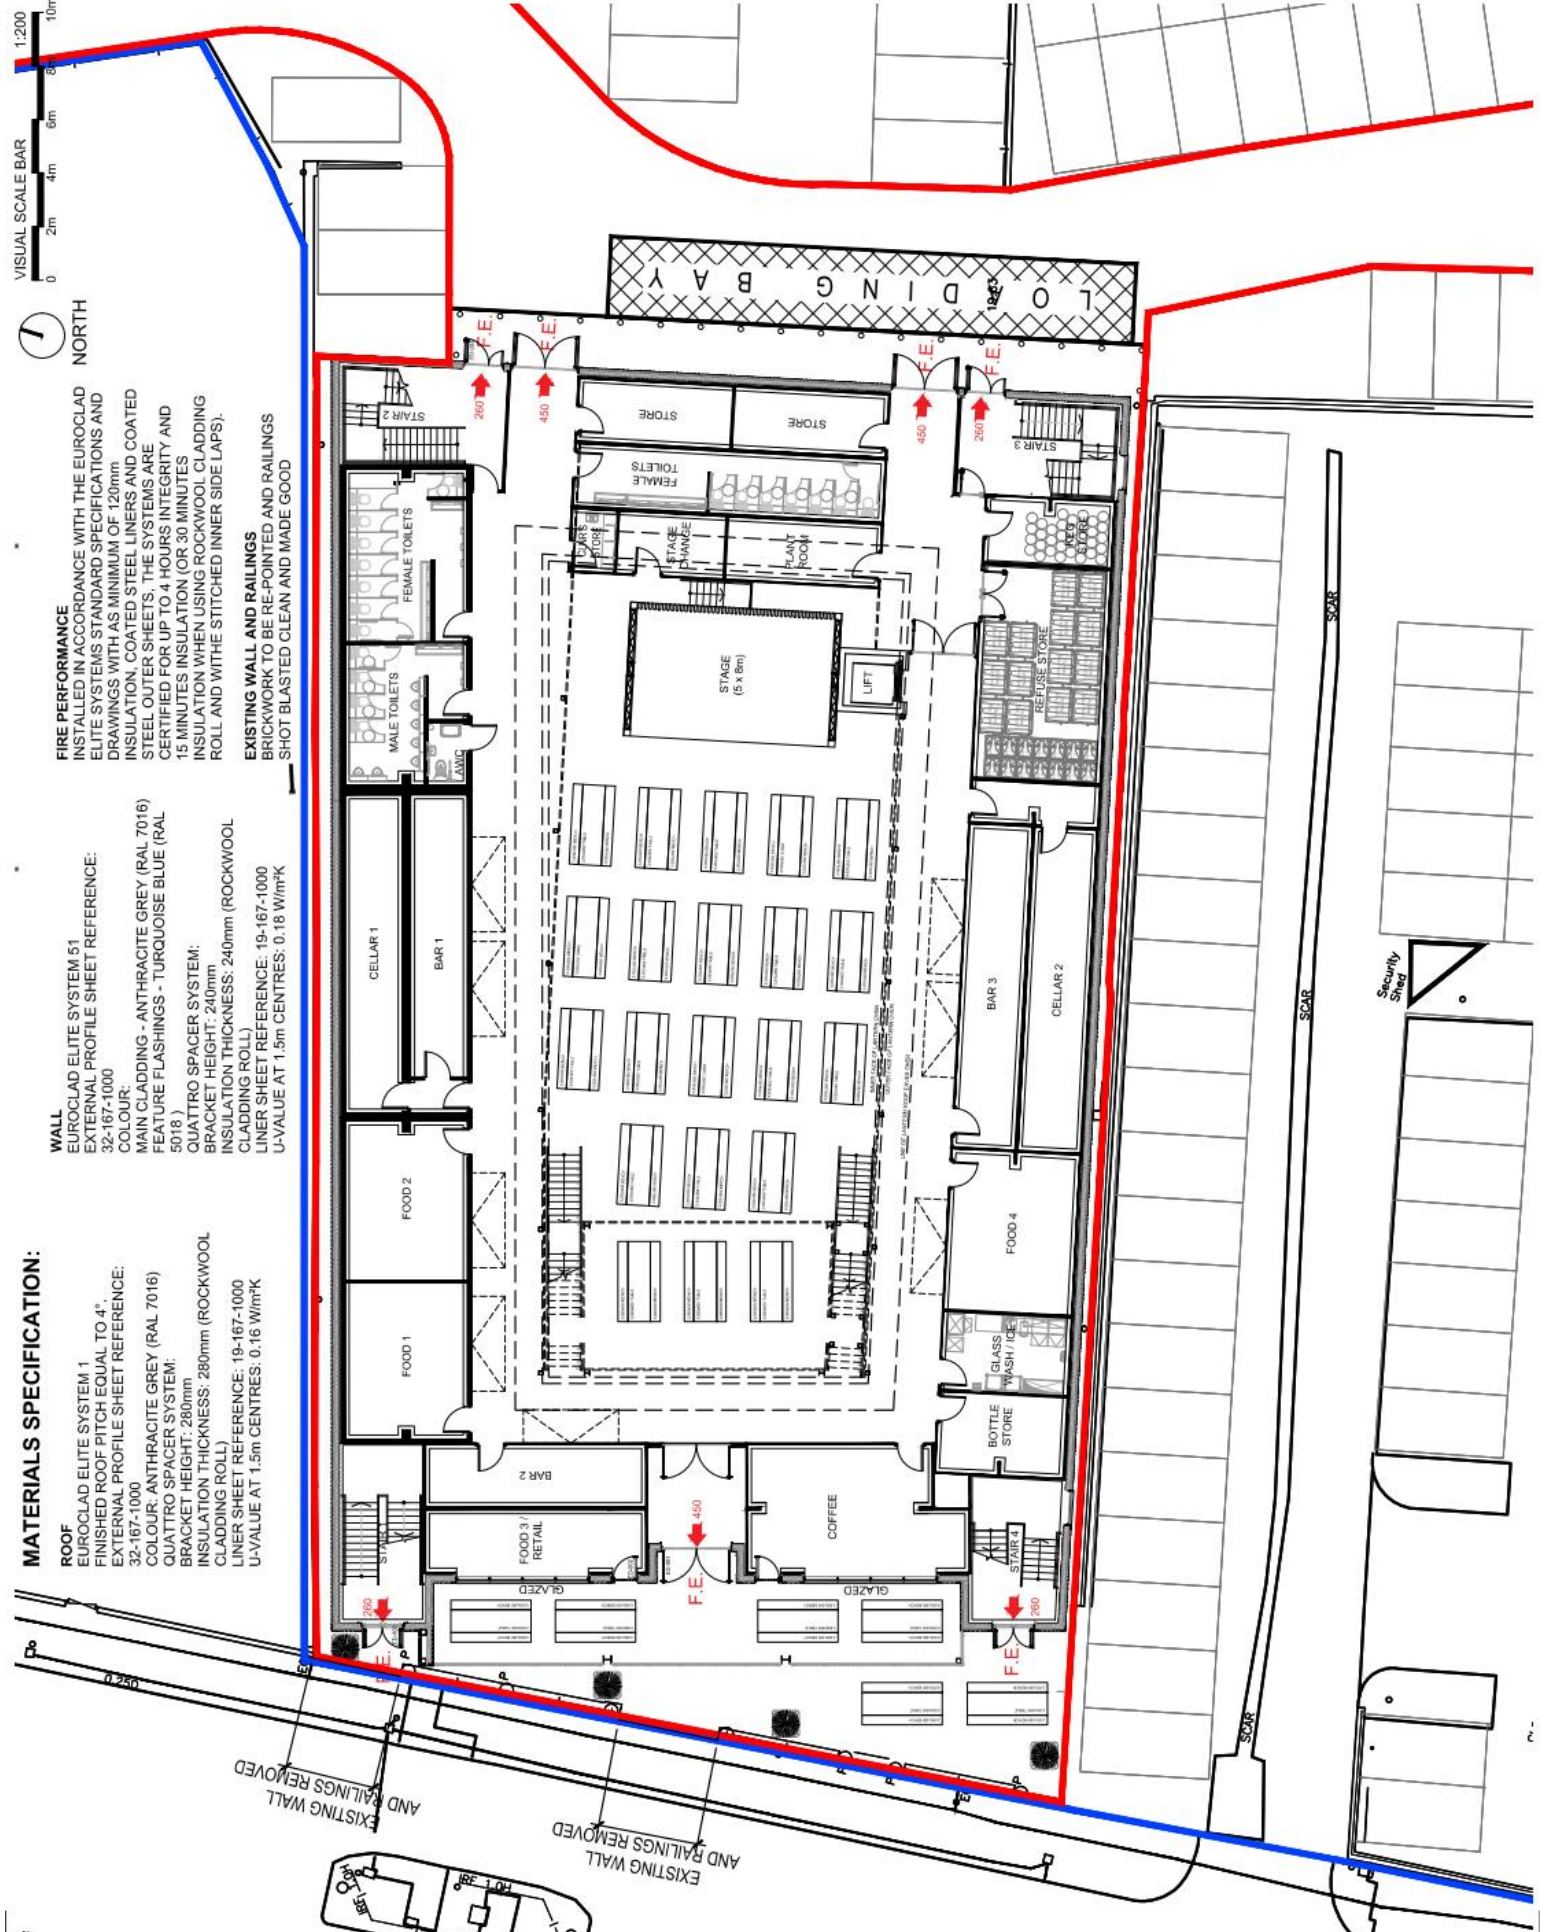 MATERIALS SPECIFICATION:
ROOF
EUROCLAD ELITE SYSTEM 1
FINISHED ROOF PITCH EQUAL TO 4°.
EXTERNAL PROFILE SHEET REFERENCE:
32-167-1000
COLOUR: ANTHRACITE GREY (RAL 7016)
QUATTRO SPACER SYSTEM:
BRACKET HEIGHT: 280mm
INSULATION THICKNESS: 280mm (ROCKWOOL
CLADDING ROLL)
LINER SHEET REFERENCE: 19-167-1000
U-VALUE AT 1.5m CENTRES: 0.16 W/m²K
WALL
EUROCLAD ELITE SYSTEM 51
EXTERNAL PROFILE SHEET REFERENCE:
32-167-1000
COLOUR:
MAIN CLADDING - ANTHRACITE GREY (RAL 7016)
FEATURE FLASHINGS - TURQUOISE BLUE (RAL
5018 )
QUATTRO SPACER SYSTEM:
BRACKET HEIGHT: 240mm
INSULATION THICKNESS: 240mm (ROCKWOOL
CLADDING ROLL)
LINER SHEET REFERENCE: 19-167-1000
U-VALUE AT 1.5m CENTRES: 0.18 W/m²K
FIRE PERFORMANCE
INSTALLED IN ACCORDANCE WITH THE EUROCLAD
ELITE SYSTEMS STANDARD SPECIFICATIONS AND
DRAWINGS WITH AS MINIMUM OF 120mm
INSULATION, COATED STEEL LINERS AND COATED
STEEL OUTER SHEETS, THE SYSTEMS ARE
CERTIFIED FOR UP TO 4 HOURS INTEGRITY AND
15 MINUTES INSULATION (OR 30 MINUTES
INSULATION WHEN USING ROCKWOOL CLADDING
ROLL AND WITH THE STITCHED INNER SIDE LAPS).
EXISTING WALL AND RAILINGS
BRICKWORK TO BE RE-POINTED AND RAILINGS
SHOT BLASTED CLEAN AND MADE GOOD
NORTH
VISUAL SCALE BAR 1:200
0 2m 4m 6m 8m 10m
STAIR 1
FOOD 1
FOOD 2
CELLAR 1
BAR 1
MALE TOILETS
AWC
FEMALE TOILETS
STAIR 2
260
F.E.
450
F.E.
STORE
STORE
FEMALE
TOILETS
CLNR'S
STORE
STAGE
CHANGE
PLANT
ROOM
STAGE
(5 x 8m)
LIFT
450
F.E.
260
F.E.
STAIR 3
KEG
STORE
REFUSE STORE
LOADING BAY
BAR 3
CELLAR 2
FOOD 4
GLASS
WASH / ICE
BOTTLE
STORE
BAR 2
FOOD 3 /
RETAIL
COFFEE
STAIR 4
GLAZED
GLAZED
260
F.E.
450
F.E.
260
F.E.
LINE OF LANTERN ROOF EAVES OVER
EXISTING WALL
AND RAILINGS REMOVED
EXISTING WALL
AND RAILINGS REMOVED
0.250
SCAR
SCAR
SCAR
Security
Shed